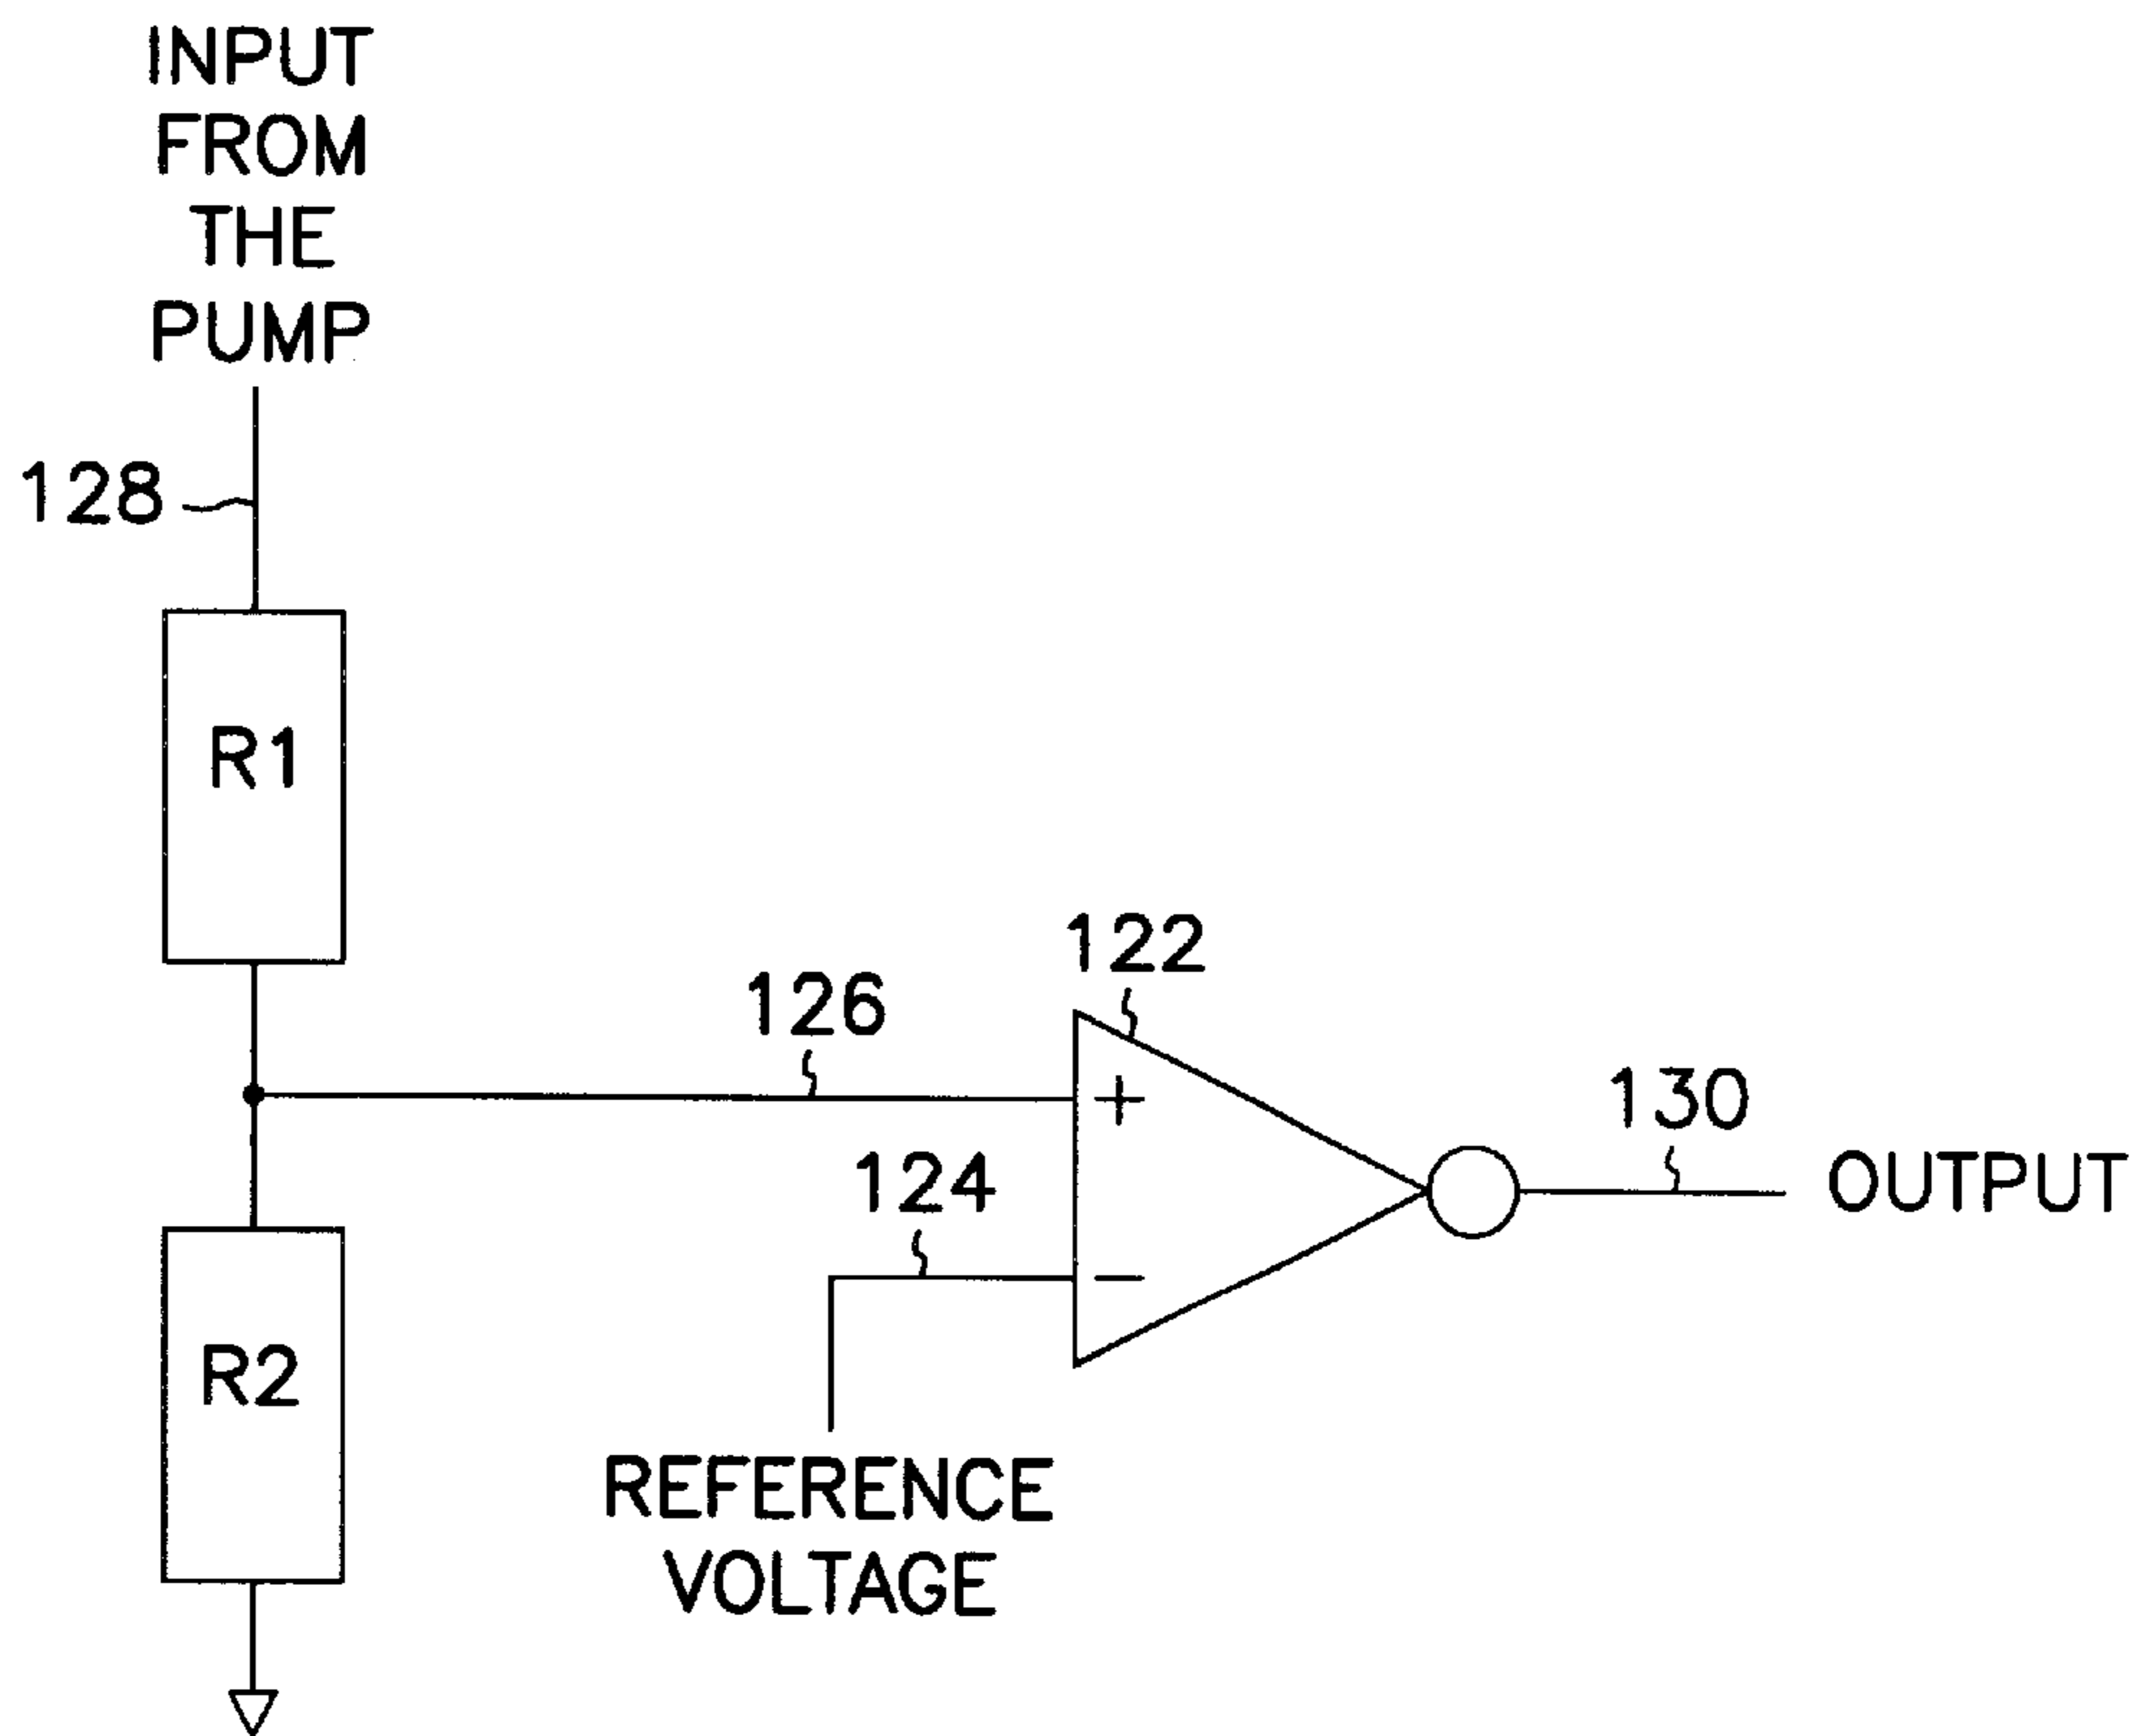 INPUT
FROM
THE
PUMP
128
R1
126
122
+
124
130
OUTPUT
−
R2
REFERENCE
VOLTAGE